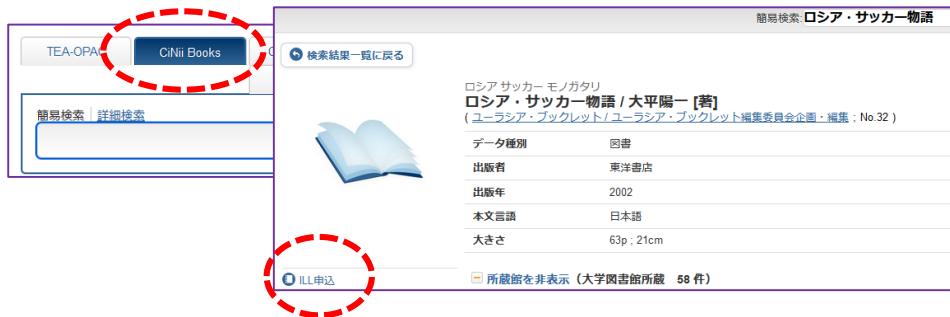 TEA-OPA
CiNii Books
簡易検索
詳細検索
簡易検索:ロシア・サッカー物語
検索結果一覧に戻る
ロシア サッカー モノガタリ
ロシア・サッカー物語 / 大平陽一 [著]
( ユーラシア・ブックレット / ユーラシア・ブックレット編集委員会企画・編集 ; No.32 )
データ種別 図書
出版者 東洋書店
出版年 2002
本文言語 日本語
大きさ 63p ; 21cm
ILL申込
所蔵館を非表示（大学図書館所蔵 58 件）